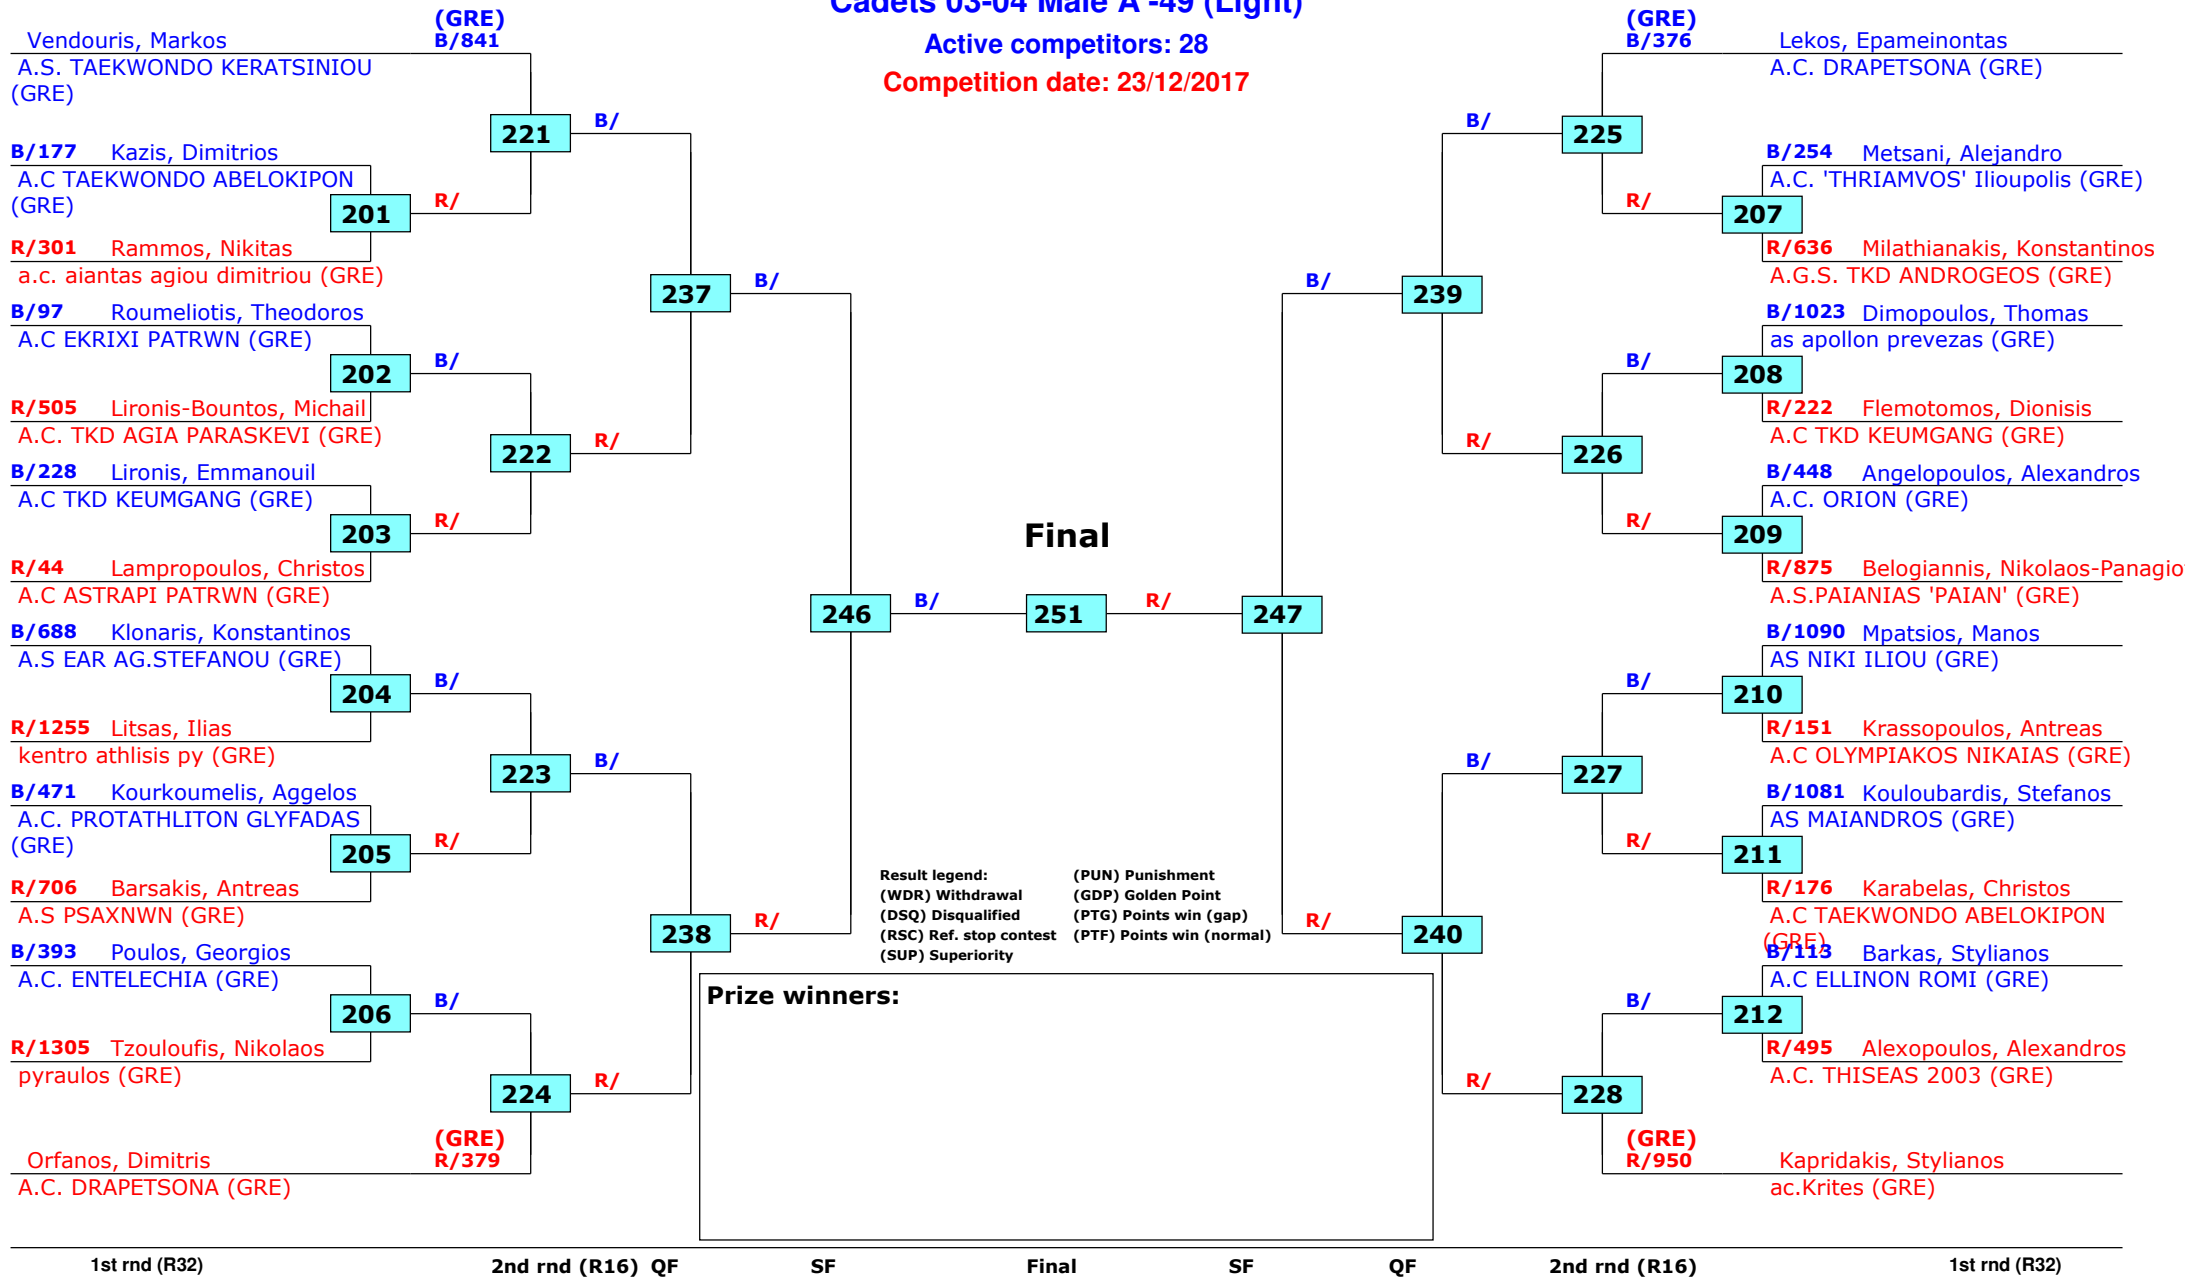 Cadets 03-04 Male A -49 (Light)
Active competitors: 28
Competition date: 23/12/2017
(GRE)
Vendouris, Markos B/841
A.S. TAEKWONDO KERATSINIOU
(GRE)
221 B/
B/177 Kazis, Dimitrios
A.C TAEKWONDO ABELOKIPON
(GRE)
201 R/
R/301 Rammos, Nikitas
a.c. aiantas agiou dimitriou (GRE)
237 B/
B/97 Roumeliotis, Theodoros
A.C EKRIXI PATRWN (GRE)
202 B/
R/505 Lironis-Bountos, Michail
A.C. TKD AGIA PARASKEVI (GRE)
222 R/
B/228 Lironis, Emmanouil
A.C TKD KEUMGANG (GRE)
203 R/
R/44 Lampropoulos, Christos
A.C ASTRAPI PATRWN (GRE)
B/688 Klonaris, Konstantinos
A.S EAR AG.STEFANOU (GRE)
204 B/
R/1255 Litsas, Ilias
kentro athlisis py (GRE)
223 B/
B/471 Kourkoumelis, Aggelos
A.C. PROTATHLITON GLYFADAS
(GRE)
205 R/
R/706 Barsakis, Antreas
A.S PSAXNWN (GRE)
238 R/
B/393 Poulos, Georgios
A.C. ENTELECHIA (GRE)
206 B/
R/1305 Tzouloufis, Nikolaos
pyraulos (GRE)
224 R/
(GRE)
Orfanos, Dimitris R/379
A.C. DRAPETSONA (GRE)
Final
246 B/ 251 R/ 247
(GRE)
B/376 Lekos, Epameinontas
A.C. DRAPETSONA (GRE)
B/ 225
B/254 Metsani, Alejandro
A.C. 'THRIAMVOS' Ilioupolis (GRE)
R/ 207
R/636 Milathianakis, Konstantinos
A.G.S. TKD ANDROGEOS (GRE)
B/ 239
B/1023 Dimopoulos, Thomas
as apollon prevezas (GRE)
B/ 208
R/222 Flemotomos, Dionisis
A.C TKD KEUMGANG (GRE)
R/ 226
B/448 Angelopoulos, Alexandros
A.C. ORION (GRE)
R/ 209
R/875 Belogiannis, Nikolaos-Panagio
A.S.PAIANIAS 'PAIAN' (GRE)
B/1090 Mpatsios, Manos
AS NIKI ILIOU (GRE)
B/ 210
R/151 Krassopoulos, Antreas
A.C OLYMPIAKOS NIKAIAS (GRE)
B/ 227
B/1081 Kouloubardis, Stefanos
AS MAIANDROS (GRE)
R/ 211
R/176 Karabelas, Christos
A.C TAEKWONDO ABELOKIPON
(GRE)
R/ 240
B/113 Barkas, Stylianos
A.C ELLINON ROMI (GRE)
B/ 212
R/495 Alexopoulos, Alexandros
A.C. THISEAS 2003 (GRE)
R/ 228
(GRE)
R/950 Kapridakis, Stylianos
ac.Krites (GRE)
Result legend: (PUN) Punishment
(WDR) Withdrawal (GDP) Golden Point
(DSQ) Disqualified (PTG) Points win (gap)
(RSC) Ref. stop contest (PTF) Points win (normal)
(SUP) Superiority
Prize winners:
1st rnd (R32) 2nd rnd (R16) QF SF Final SF QF 2nd rnd (R16) 1st rnd (R32)